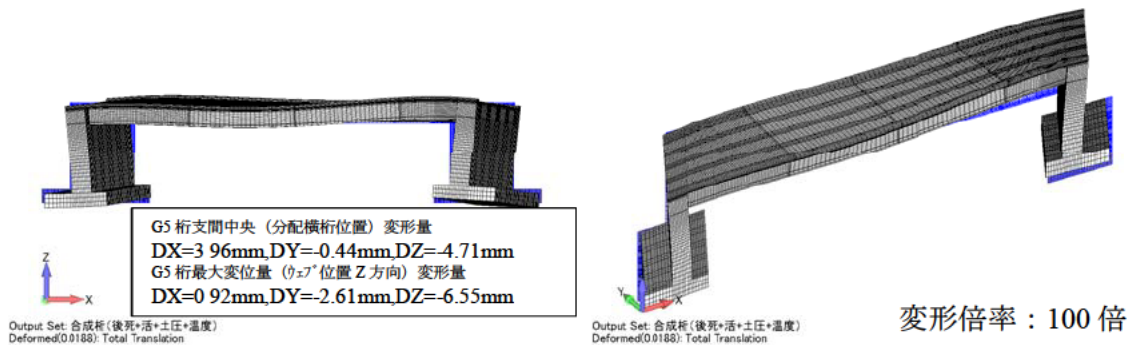 G5 桁支間中央（分配横桁位置）変形量
DX=3 96mm,DY=-0.44mm,DZ=-4.71mm
G5 桁最大変位量（ｳｪﾌﾞ位置 Z 方向）変形量
DX=0 92mm,DY=-2.61mm,DZ=-6.55mm
Z
X
Output Set: 合成桁(後死+活+土圧+温度)
Deformed(0.0188): Total Translation
Y
Z
X
Output Set: 合成桁(後死+活+土圧+温度)
Deformed(0.0188): Total Translation
変形倍率：100 倍